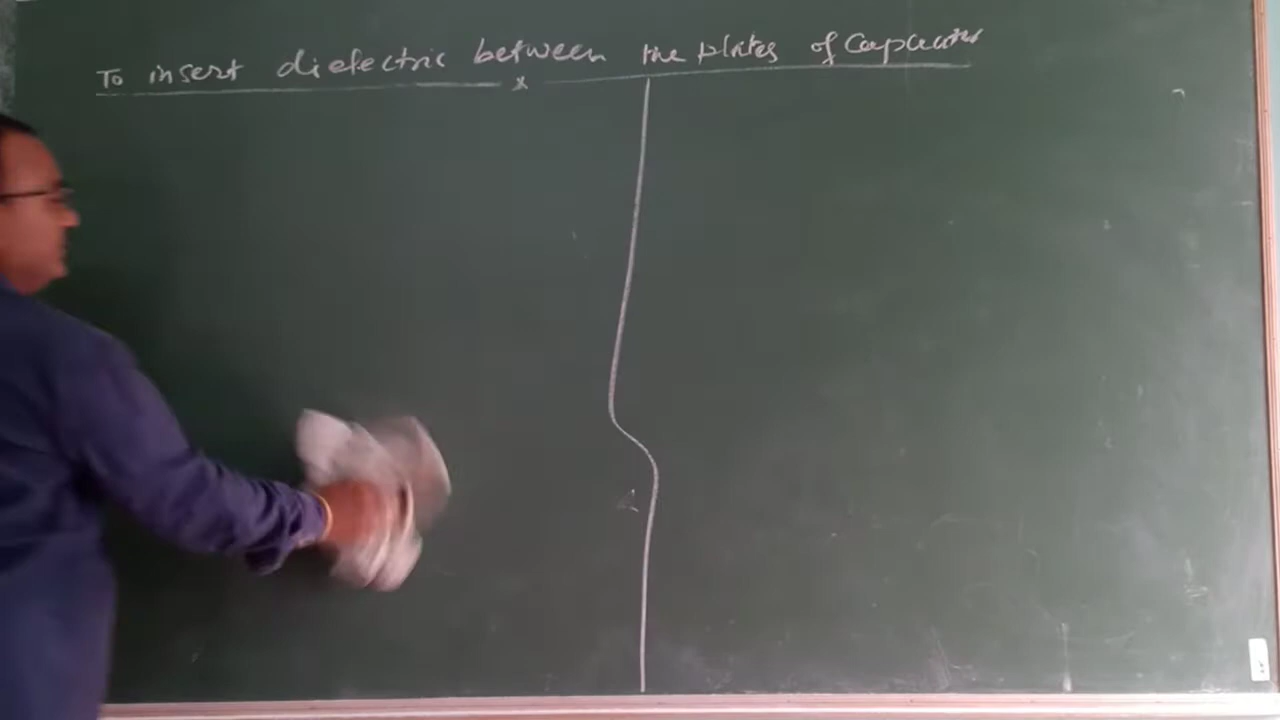 To insert dielectric between the plates of Capacitor